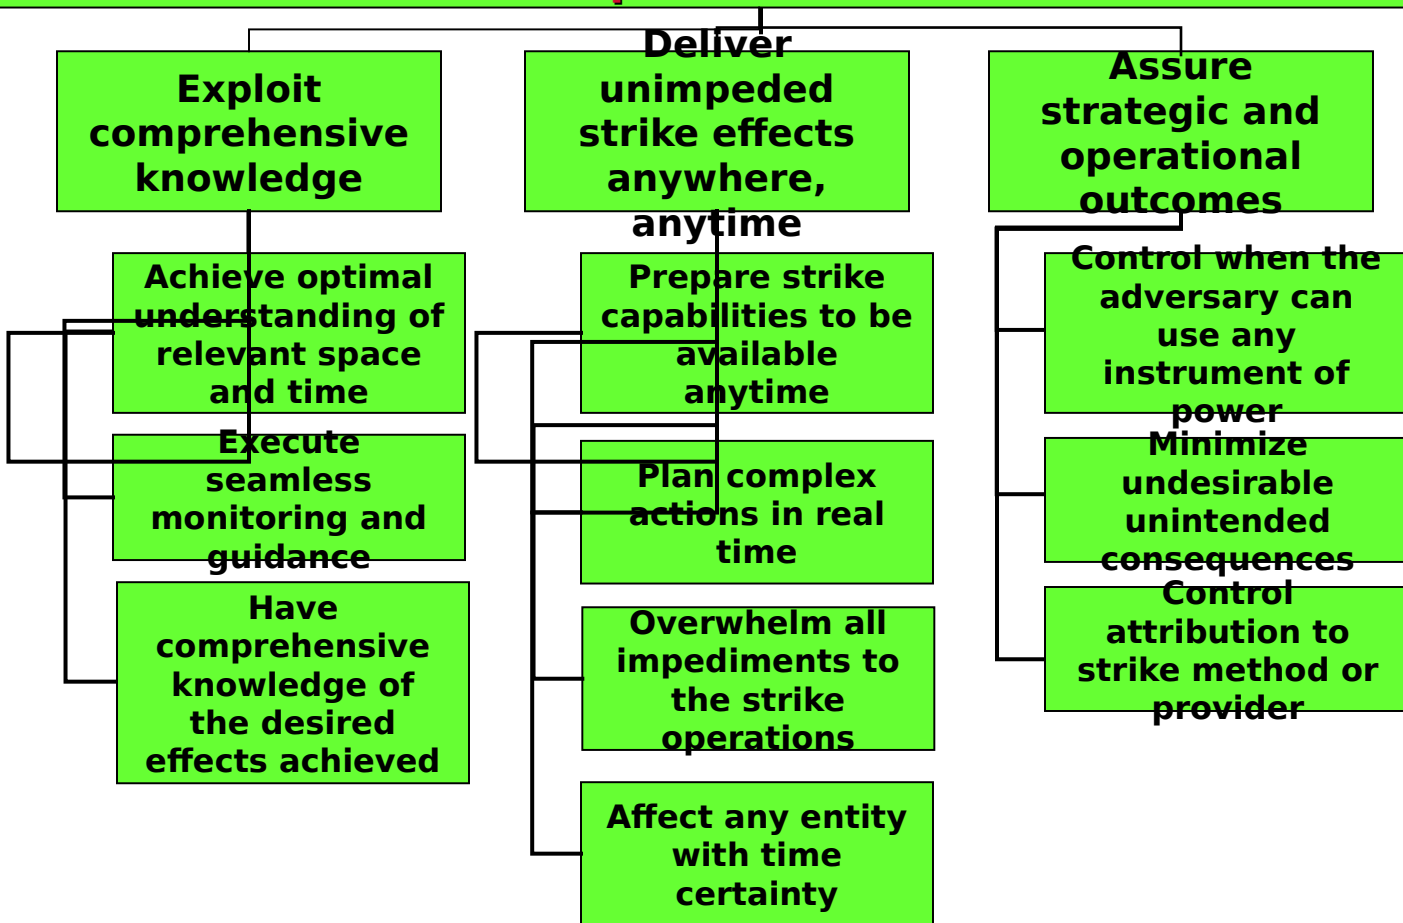 Exploit
comprehensive
knowledge
Achieve optimal
understanding of
relevant space
and time
Execute
seamless
monitoring and
guidance
Have
comprehensive
knowledge of
the desired
effects achieved
Deliver
unimpeded
strike effects
anywhere,
anytime
Prepare strike
capabilities to be
available
anytime
Plan complex
actions in real
time
Overwhelm all
impediments to
the strike
operations
Affect any entity
with time
certainty
Assure
strategic and
operational
outcomes
Control when the
adversary can
use any
instrument of
power
Minimize
undesirable
unintended
consequences
Control
attribution to
strike method or
provider